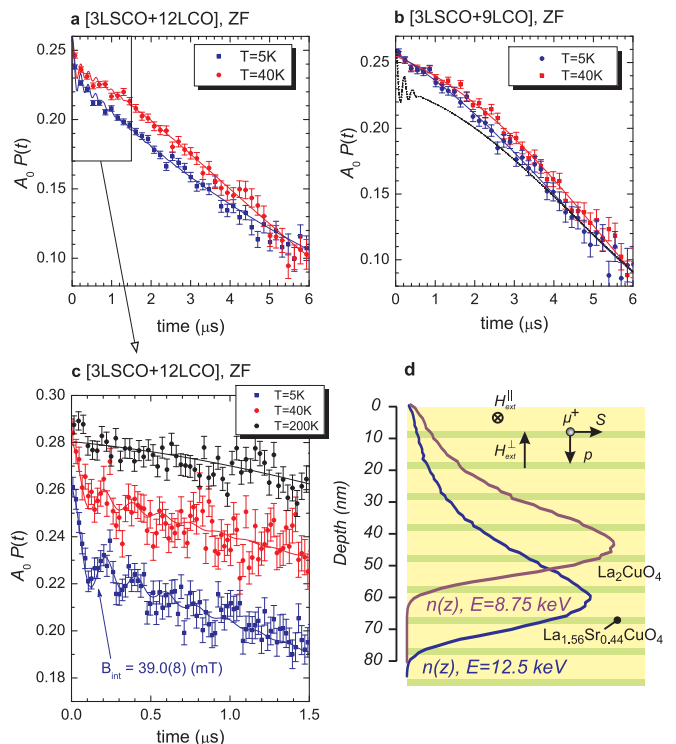 a [3LSCO+12LCO], ZF
0.25
0.20
0.15
0.10
A0 P(t)
T=5K
T=40K
0 1 2 3 4 5 6
time (μs)
b [3LSCO+9LCO], ZF
0.25
0.20
0.15
0.10
A0 P(t)
T=5K
T=40K
0 1 2 3 4 5 6
time (μs)
c [3LSCO+12LCO], ZF
0.30
0.28
0.26
0.24
0.22
0.20
0.18
A0 P(t)
T=5K
T=40K
T=200K
Bint = 39.0(8) (mT)
0.0 0.5 1.0 1.5
time (μs)
d
0
10
20
30
40
50
60
70
80
Depth (nm)
H||ext
H⊥ext
μ+
S
p
La2CuO4
n(z), E=8.75 keV
La1.56Sr0.44CuO4
n(z), E=12.5 keV